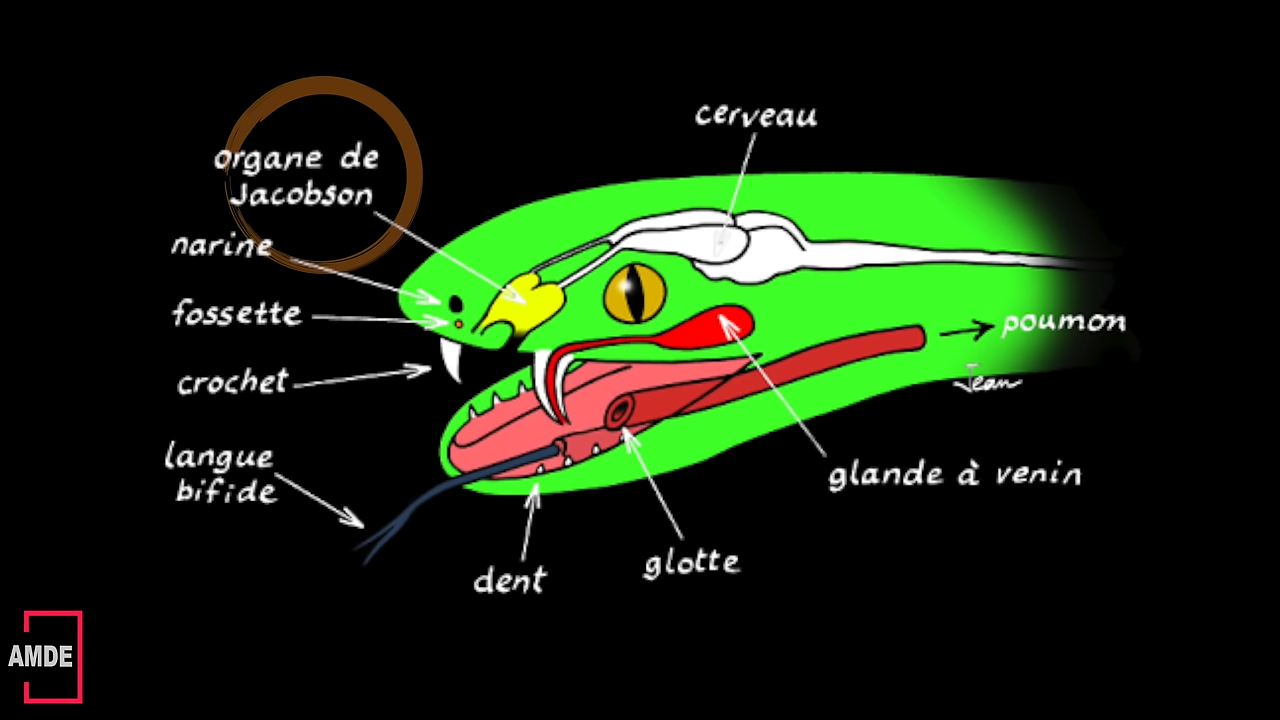 cerveau
organe de
Jacobson
narine
fossette
poumon
crochet
Jean
langue
bifide
glande à venin
glotte
dent
AMDE